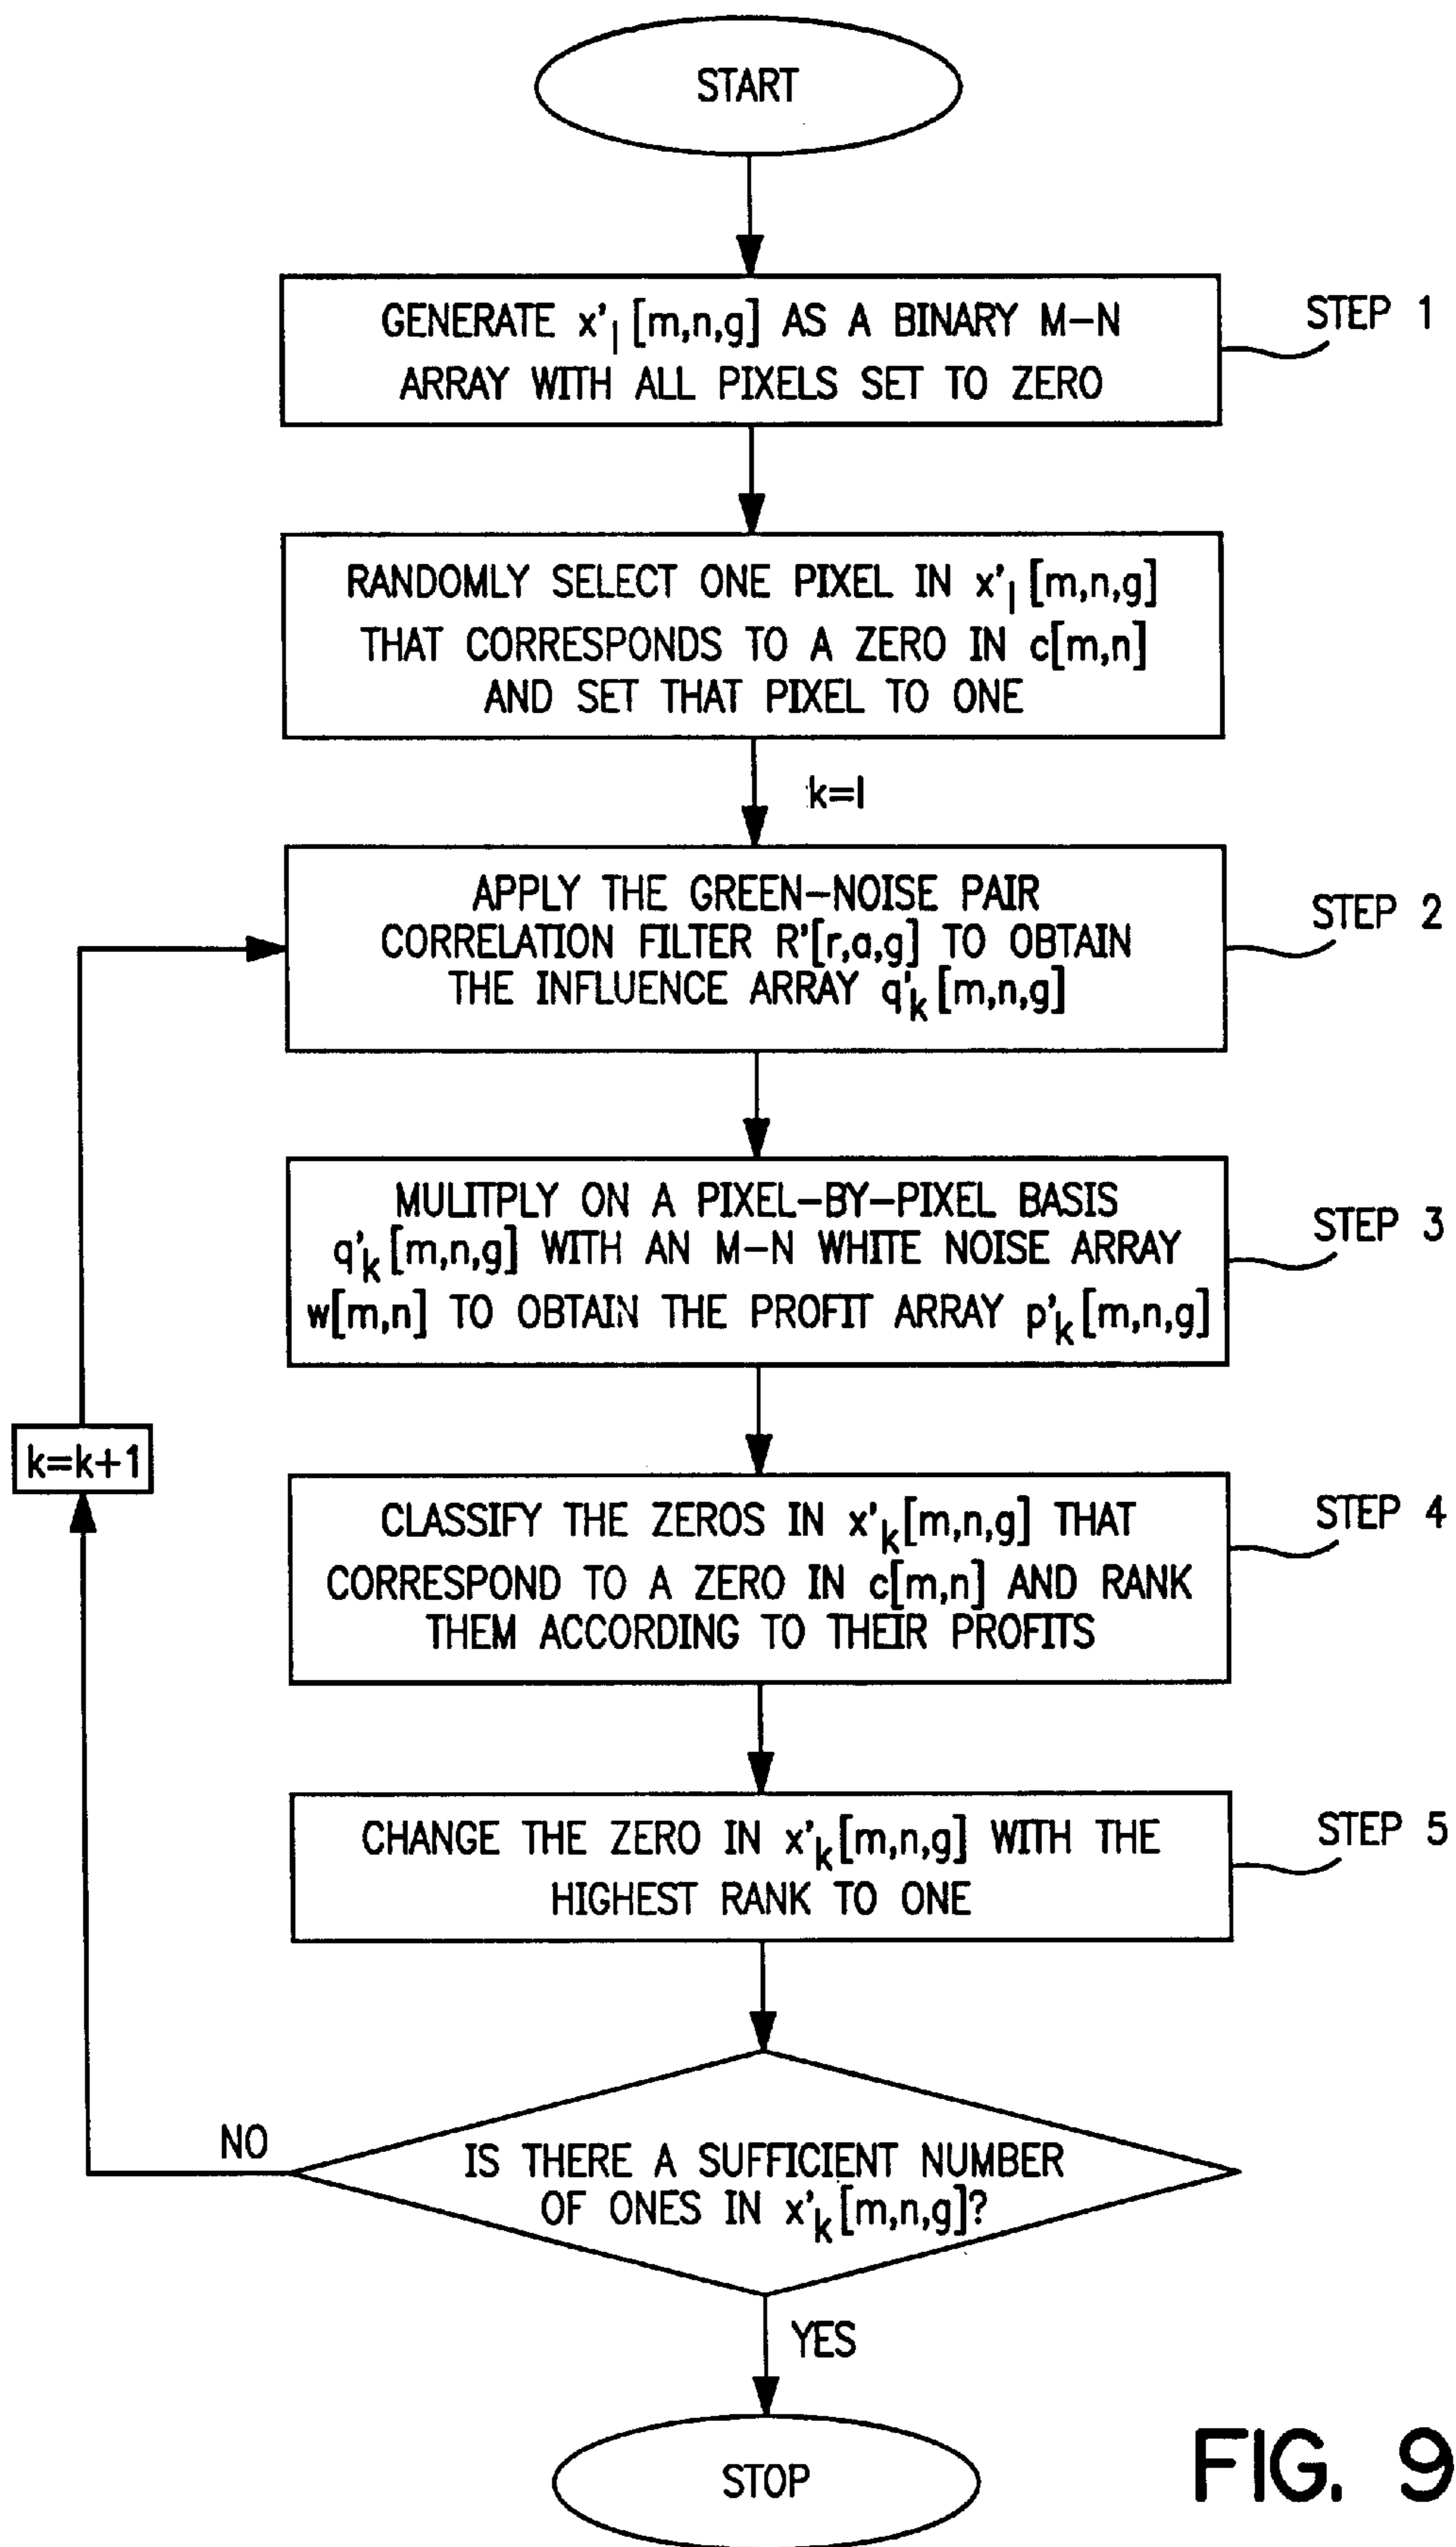 START
GENERATE x'₁[m,n,g] AS A BINARY M-N
ARRAY WITH ALL PIXELS SET TO ZERO
STEP 1
RANDOMLY SELECT ONE PIXEL IN x'₁[m,n,g]
THAT CORRESPONDS TO A ZERO IN c[m,n]
AND SET THAT PIXEL TO ONE
k=1
APPLY THE GREEN-NOISE PAIR
CORRELATION FILTER R'[r,a,g] TO OBTAIN
THE INFLUENCE ARRAY q'ₖ[m,n,g]
STEP 2
MULITPLY ON A PIXEL-BY-PIXEL BASIS
q'ₖ[m,n,g] WITH AN M-N WHITE NOISE ARRAY
w[m,n] TO OBTAIN THE PROFIT ARRAY p'ₖ[m,n,g]
STEP 3
k=k+1
CLASSIFY THE ZEROS IN x'ₖ[m,n,g] THAT
CORRESPOND TO A ZERO IN c[m,n] AND RANK
THEM ACCORDING TO THEIR PROFITS
STEP 4
CHANGE THE ZERO IN x'ₖ[m,n,g] WITH THE
HIGHEST RANK TO ONE
STEP 5
NO
IS THERE A SUFFICIENT NUMBER
OF ONES IN x'ₖ[m,n,g]?
YES
STOP
FIG. 9